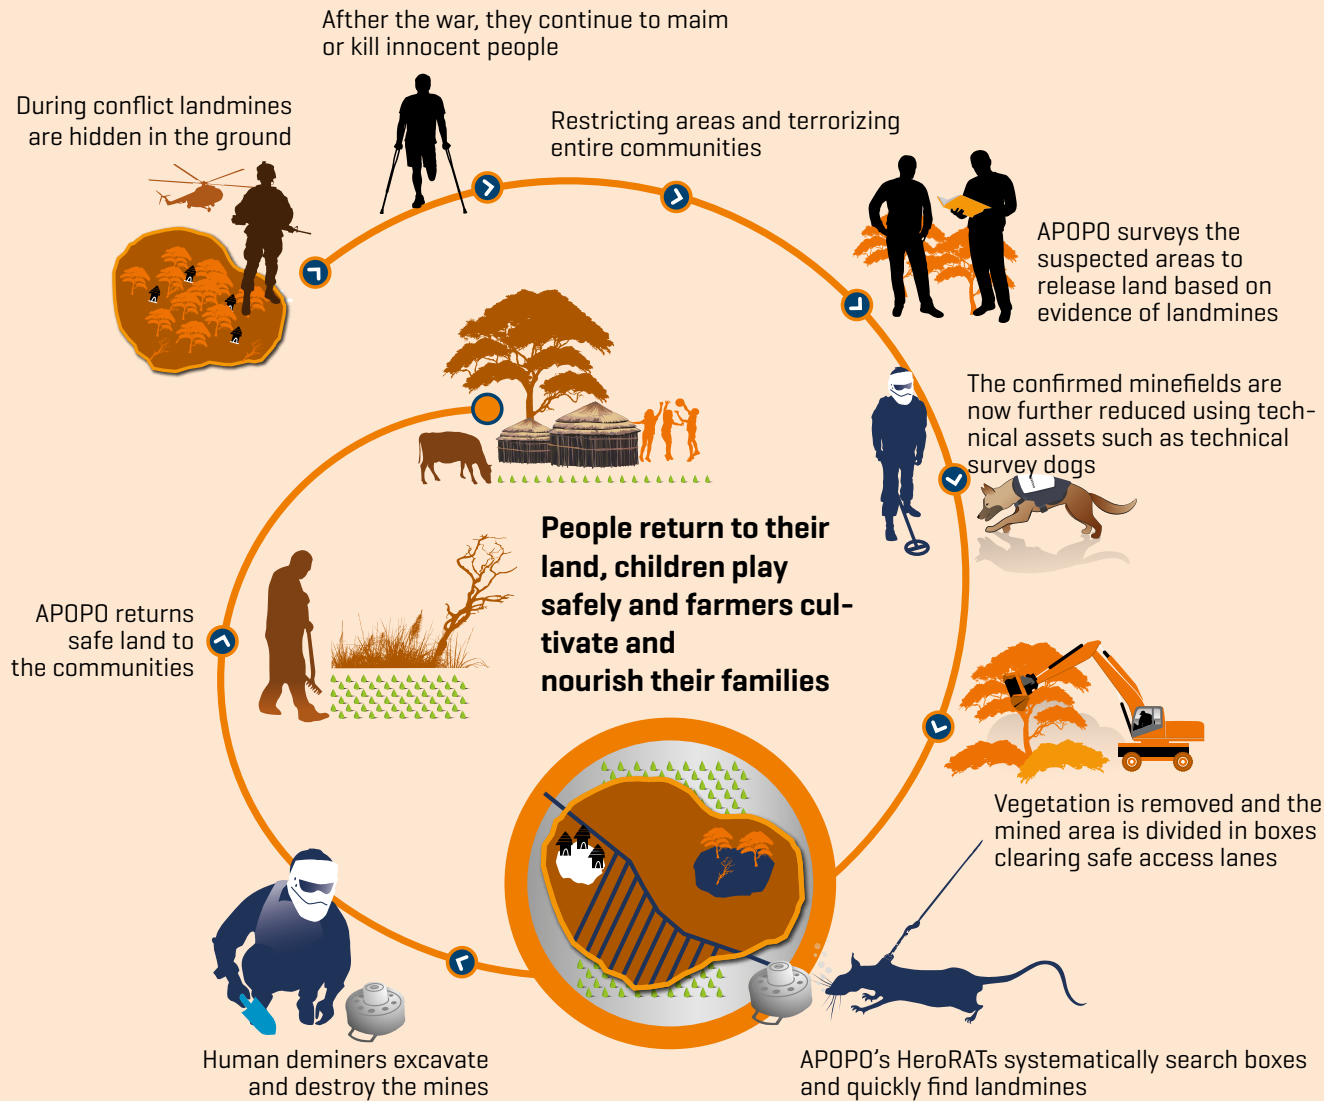 Afther the war, they continue to maim
or kill innocent people
During conflict landmines
are hidden in the ground
Restricting areas and terrorizing
entire communities
APOPO surveys the
suspected areas to
release land based on
evidence of landmines
The confirmed minefields are
now further reduced using tech-
nical assets such as technical
survey dogs
Vegetation is removed and the
mined area is divided in boxes
clearing safe access lanes
APOPO’s HeroRATs systematically search boxes
and quickly find landmines
Human deminers excavate
and destroy the mines
APOPO returns
safe land to
the communities
People return to their
land, children play
safely and farmers cul-
tivate and
nourish their families